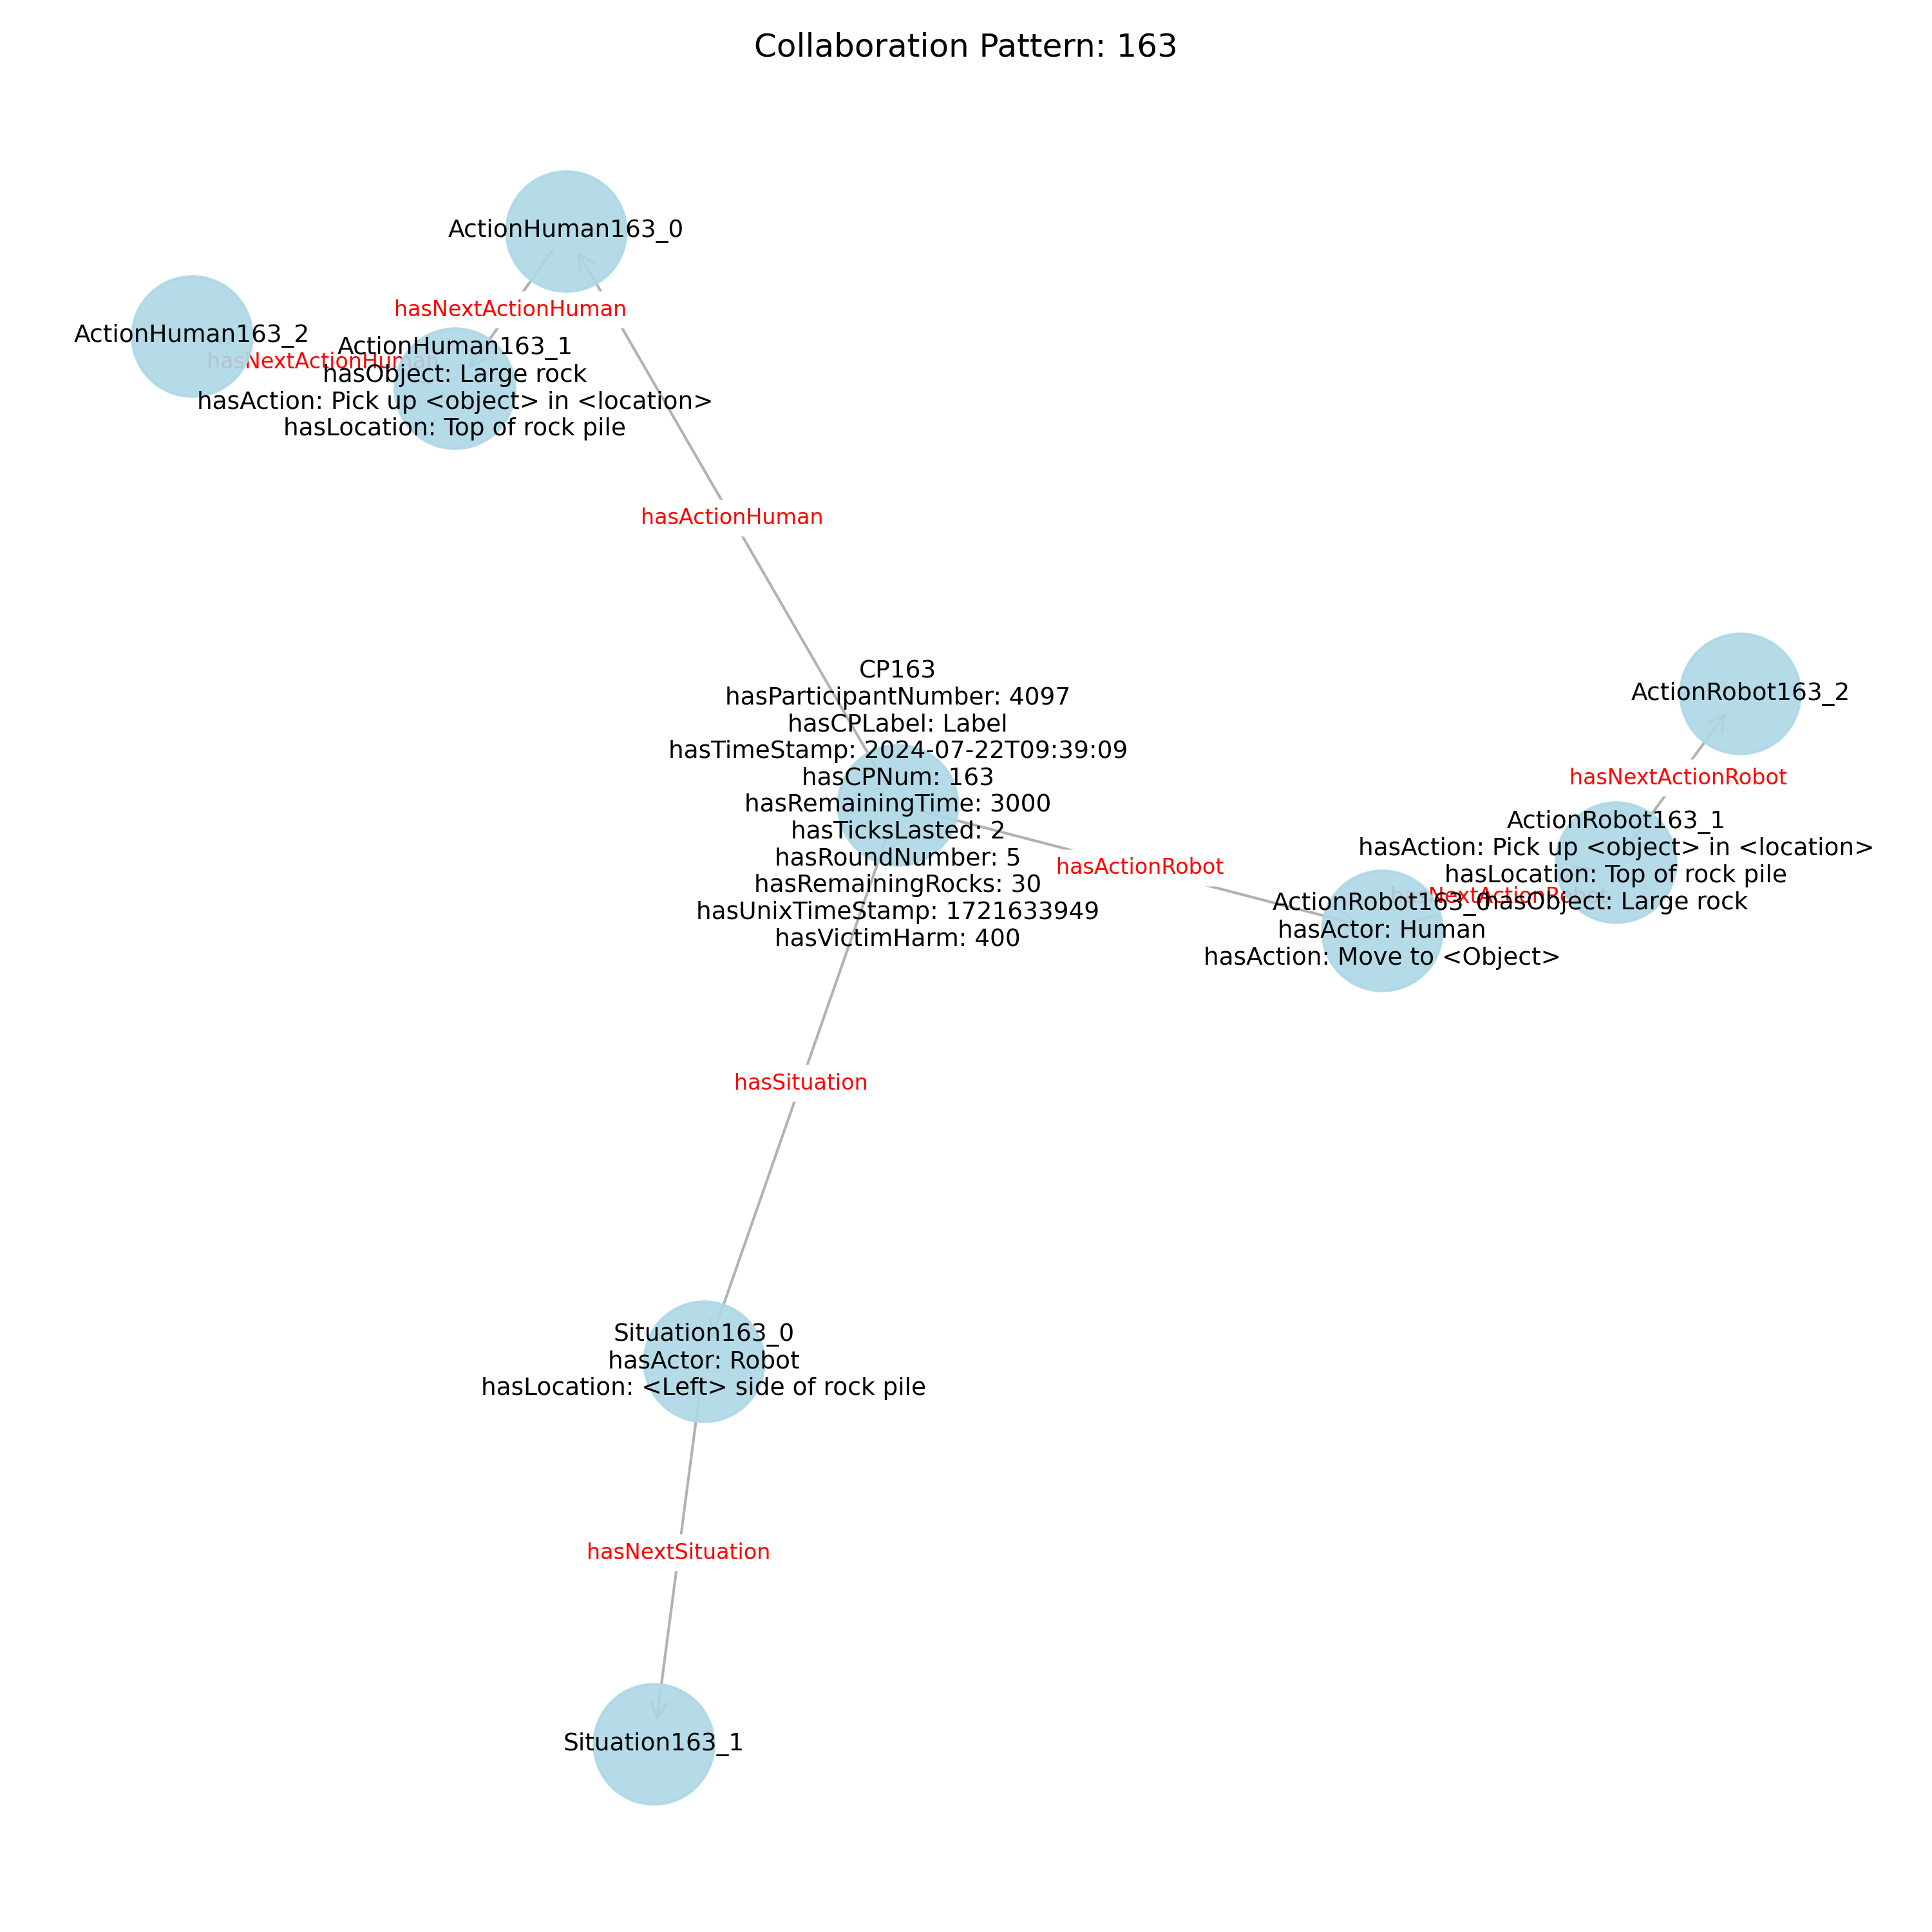 Collaboration Pattern: 163
ActionHuman163_0
hasNextActionHuman
ActionHuman163_2
hasNextActionHuman
ActionHuman163_1
hasObject: Large rock
hasAction: Pick up <object> in <location>
hasLocation: Top of rock pile
hasActionHuman
CP163
hasParticipantNumber: 4097
hasCPLabel: Label
hasTimeStamp: 2024-07-22T09:39:09
hasCPNum: 163
hasRemainingTime: 3000
hasTicksLasted: 2
hasRoundNumber: 5
hasRemainingRocks: 30
hasUnixTimeStamp: 1721633949
hasVictimHarm: 400
ActionRobot163_2
hasNextActionRobot
ActionRobot163_1
hasAction: Pick up <object> in <location>
hasLocation: Top of rock pile
hasObject: Large rock
hasActionRobot
hasNextActionRobot
ActionRobot163_0
hasActor: Human
hasAction: Move to <Object>
hasSituation
Situation163_0
hasActor: Robot
hasLocation: <Left> side of rock pile
hasNextSituation
Situation163_1